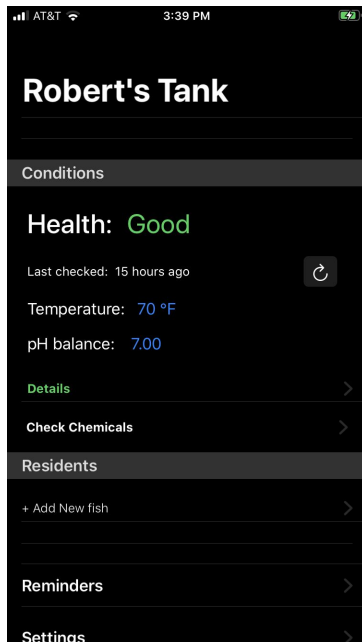 AT&T 3:39 PM
Robert's Tank
Conditions
Health: Good
Last checked: 15 hours ago
Temperature: 70 °F
pH balance: 7.00
Details
Check Chemicals
Residents
+ Add New fish
Reminders
Settings